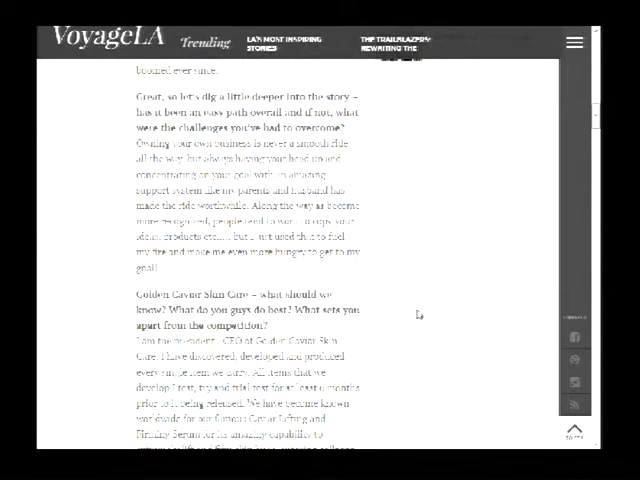 VoyageLA
Trending
LA'S MOST INSPIRING
STORIES
THE TRAILBLAZERS:
REWRITING THE
boomed ever since.
Great, so let's dig a little deeper into the story –
has it been an easy path overall and if not, what
were the challenges you've had to overcome?
Owning your own business is never a smooth ride
all the way, but always having your head up and
concentrating on your goal with an amazing
support system like my parents and husband has
made the ride worthwhile. Along the way as become
more recognized, people tend to want to copy your
ideas, products etc..... but I just used that to fuel
my fire and make me even more hungry to get to my
goal!
Golden Caviar Skin Care – what should we
know? What do you guys do best? What sets you
apart from the competition?
I am the president , CEO of Golden Caviar Skin
Care. I have discovered, developed and produced
every single item we carry. All items that we
develop I test, try and trial test for at least 6 months
prior to it being released. We have become known
worldwide for our famous Caviar Lifting and
Firming Serum for its amazing capability to